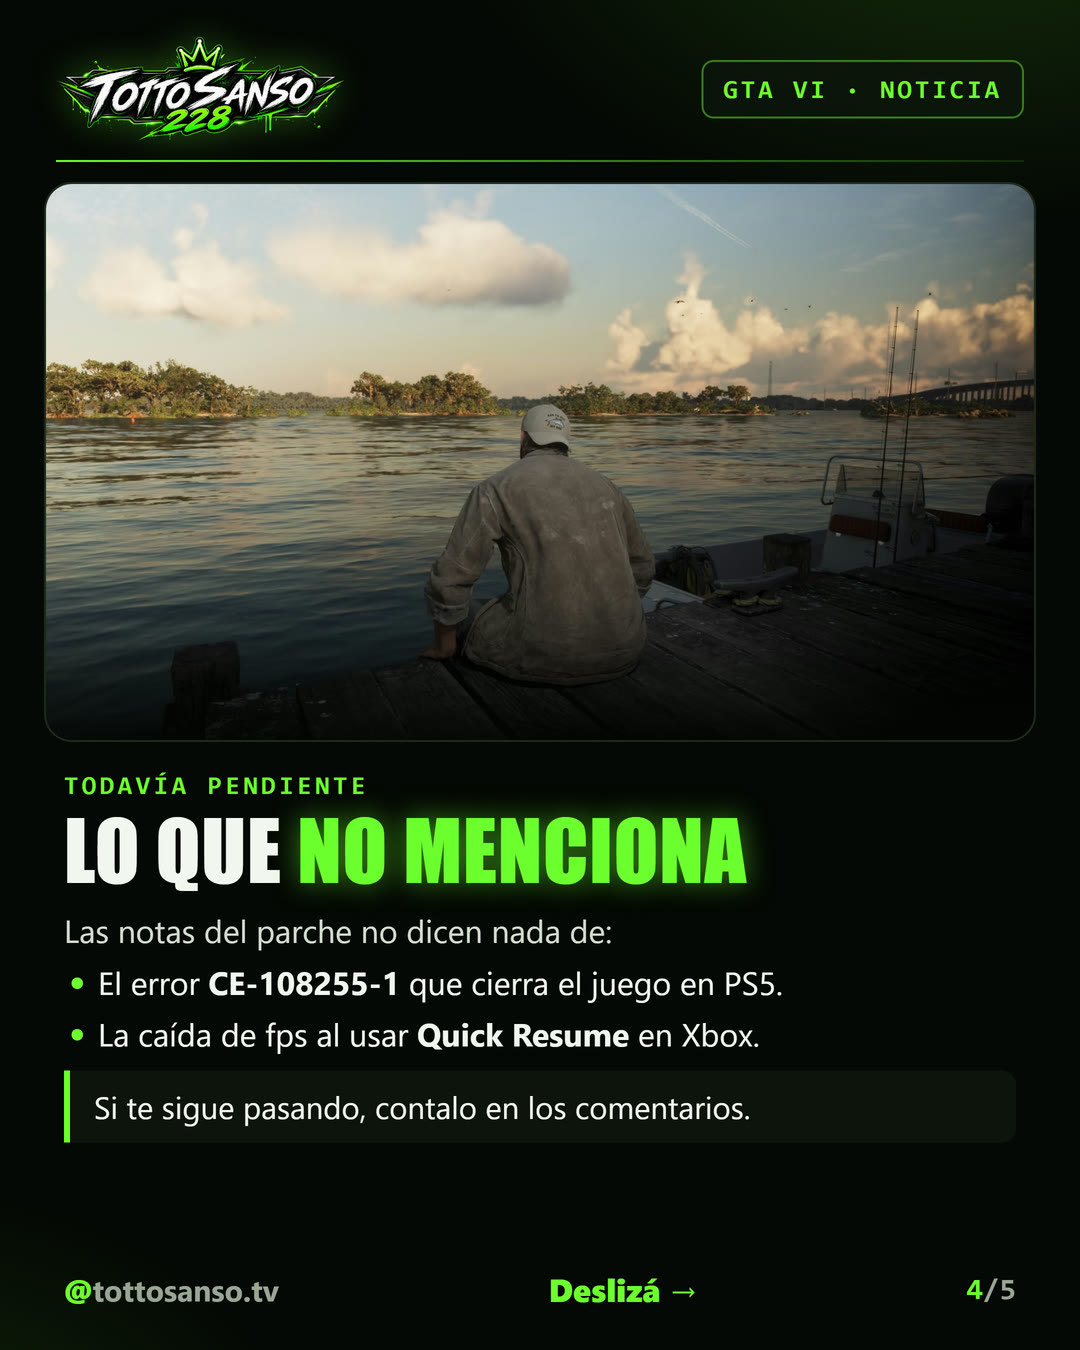 TOTTOSANSO
228
GTA VI · NOTICIA
TODAVÍA PENDIENTE
LO QUE NO MENCIONA
Las notas del parche no dicen nada de:
• El error CE-108255-1 que cierra el juego en PS5.
• La caída de fps al usar Quick Resume en Xbox.
Si te sigue pasando, contalo en los comentarios.
@tottosanso.tv
Deslizá →
4/5